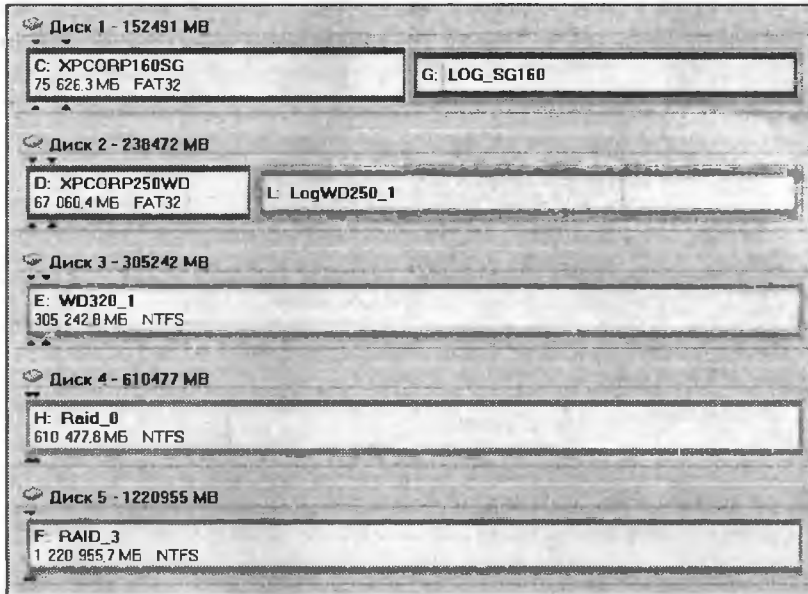 Диск 1 - 152491 MB
C: XPCORP160SG
75 626,3 МБ FAT32
G: LOG_SG160
Диск 2 - 238472 MB
D: XPCORP250WD
67 060,4 МБ FAT32
L: LogWD250_1
Диск 3 - 305242 MB
E: WD320_1
305 242,8 МБ NTFS
Диск 4 - 610477 MB
H: Raid_0
610 477,8 МБ NTFS
Диск 5 - 1220955 MB
F: RAID_3
1 220 955,7 МБ NTFS